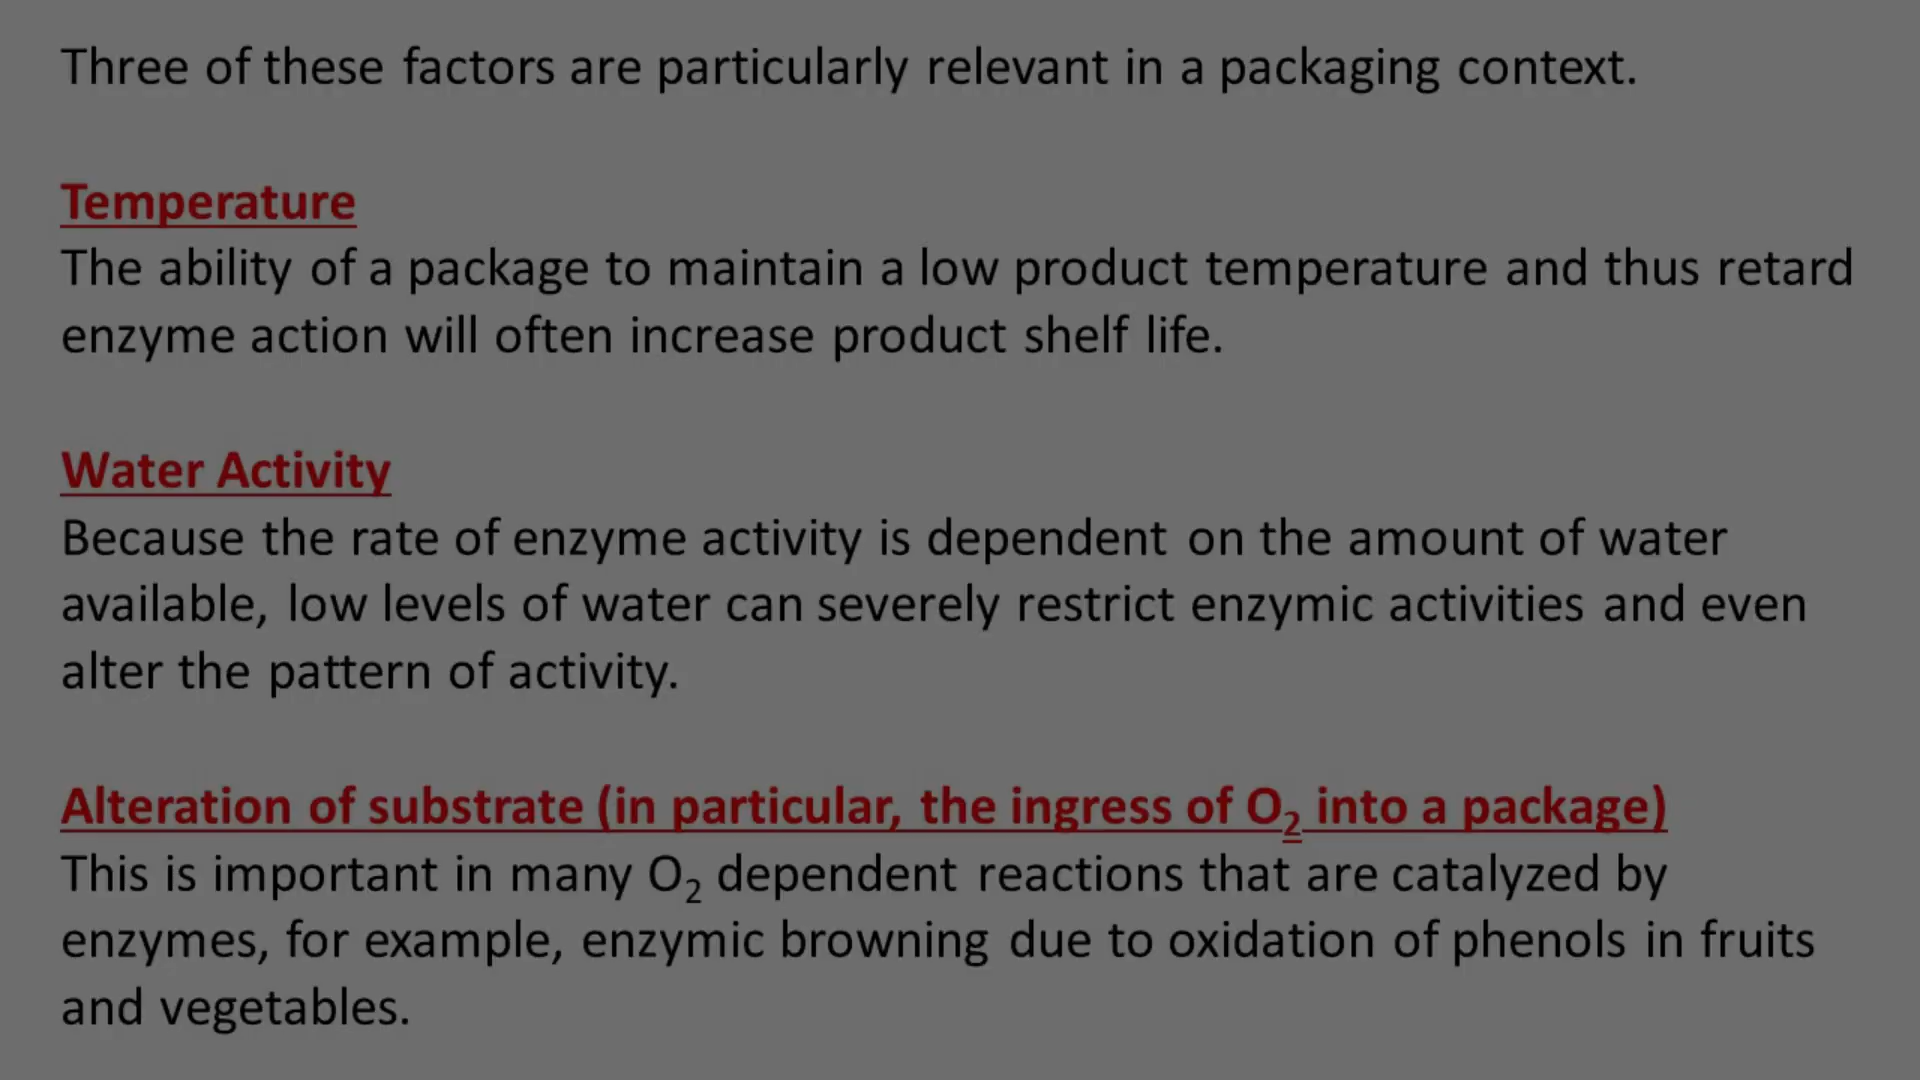 Three of these factors are particularly relevant in a packaging context.
Temperature
The ability of a package to maintain a low product temperature and thus retard
enzyme action will often increase product shelf life.
Water Activity
Because the rate of enzyme activity is dependent on the amount of water
available, low levels of water can severely restrict enzymic activities and even
alter the pattern of activity.
Alteration of substrate (in particular, the ingress of O₂ into a package)
This is important in many O₂ dependent reactions that are catalyzed by
enzymes, for example, enzymic browning due to oxidation of phenols in fruits
and vegetables.